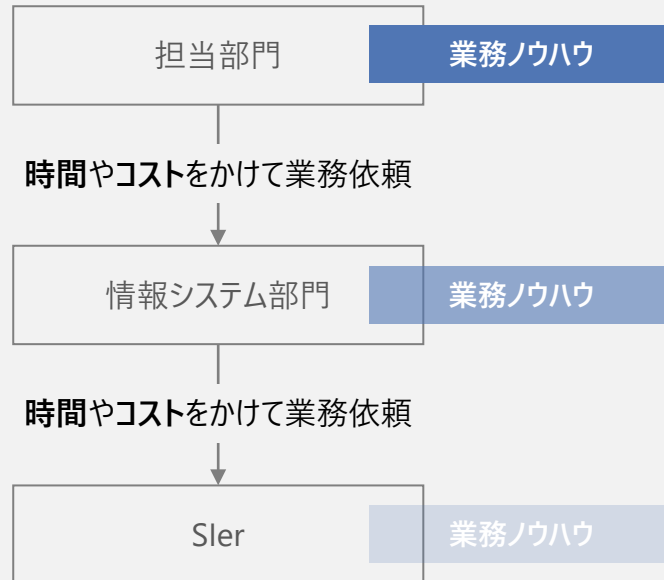 担当部門
業務ノウハウ
時間やコストをかけて業務依頼
情報システム部門
業務ノウハウ
時間やコストをかけて業務依頼
SIer
業務ノウハウ